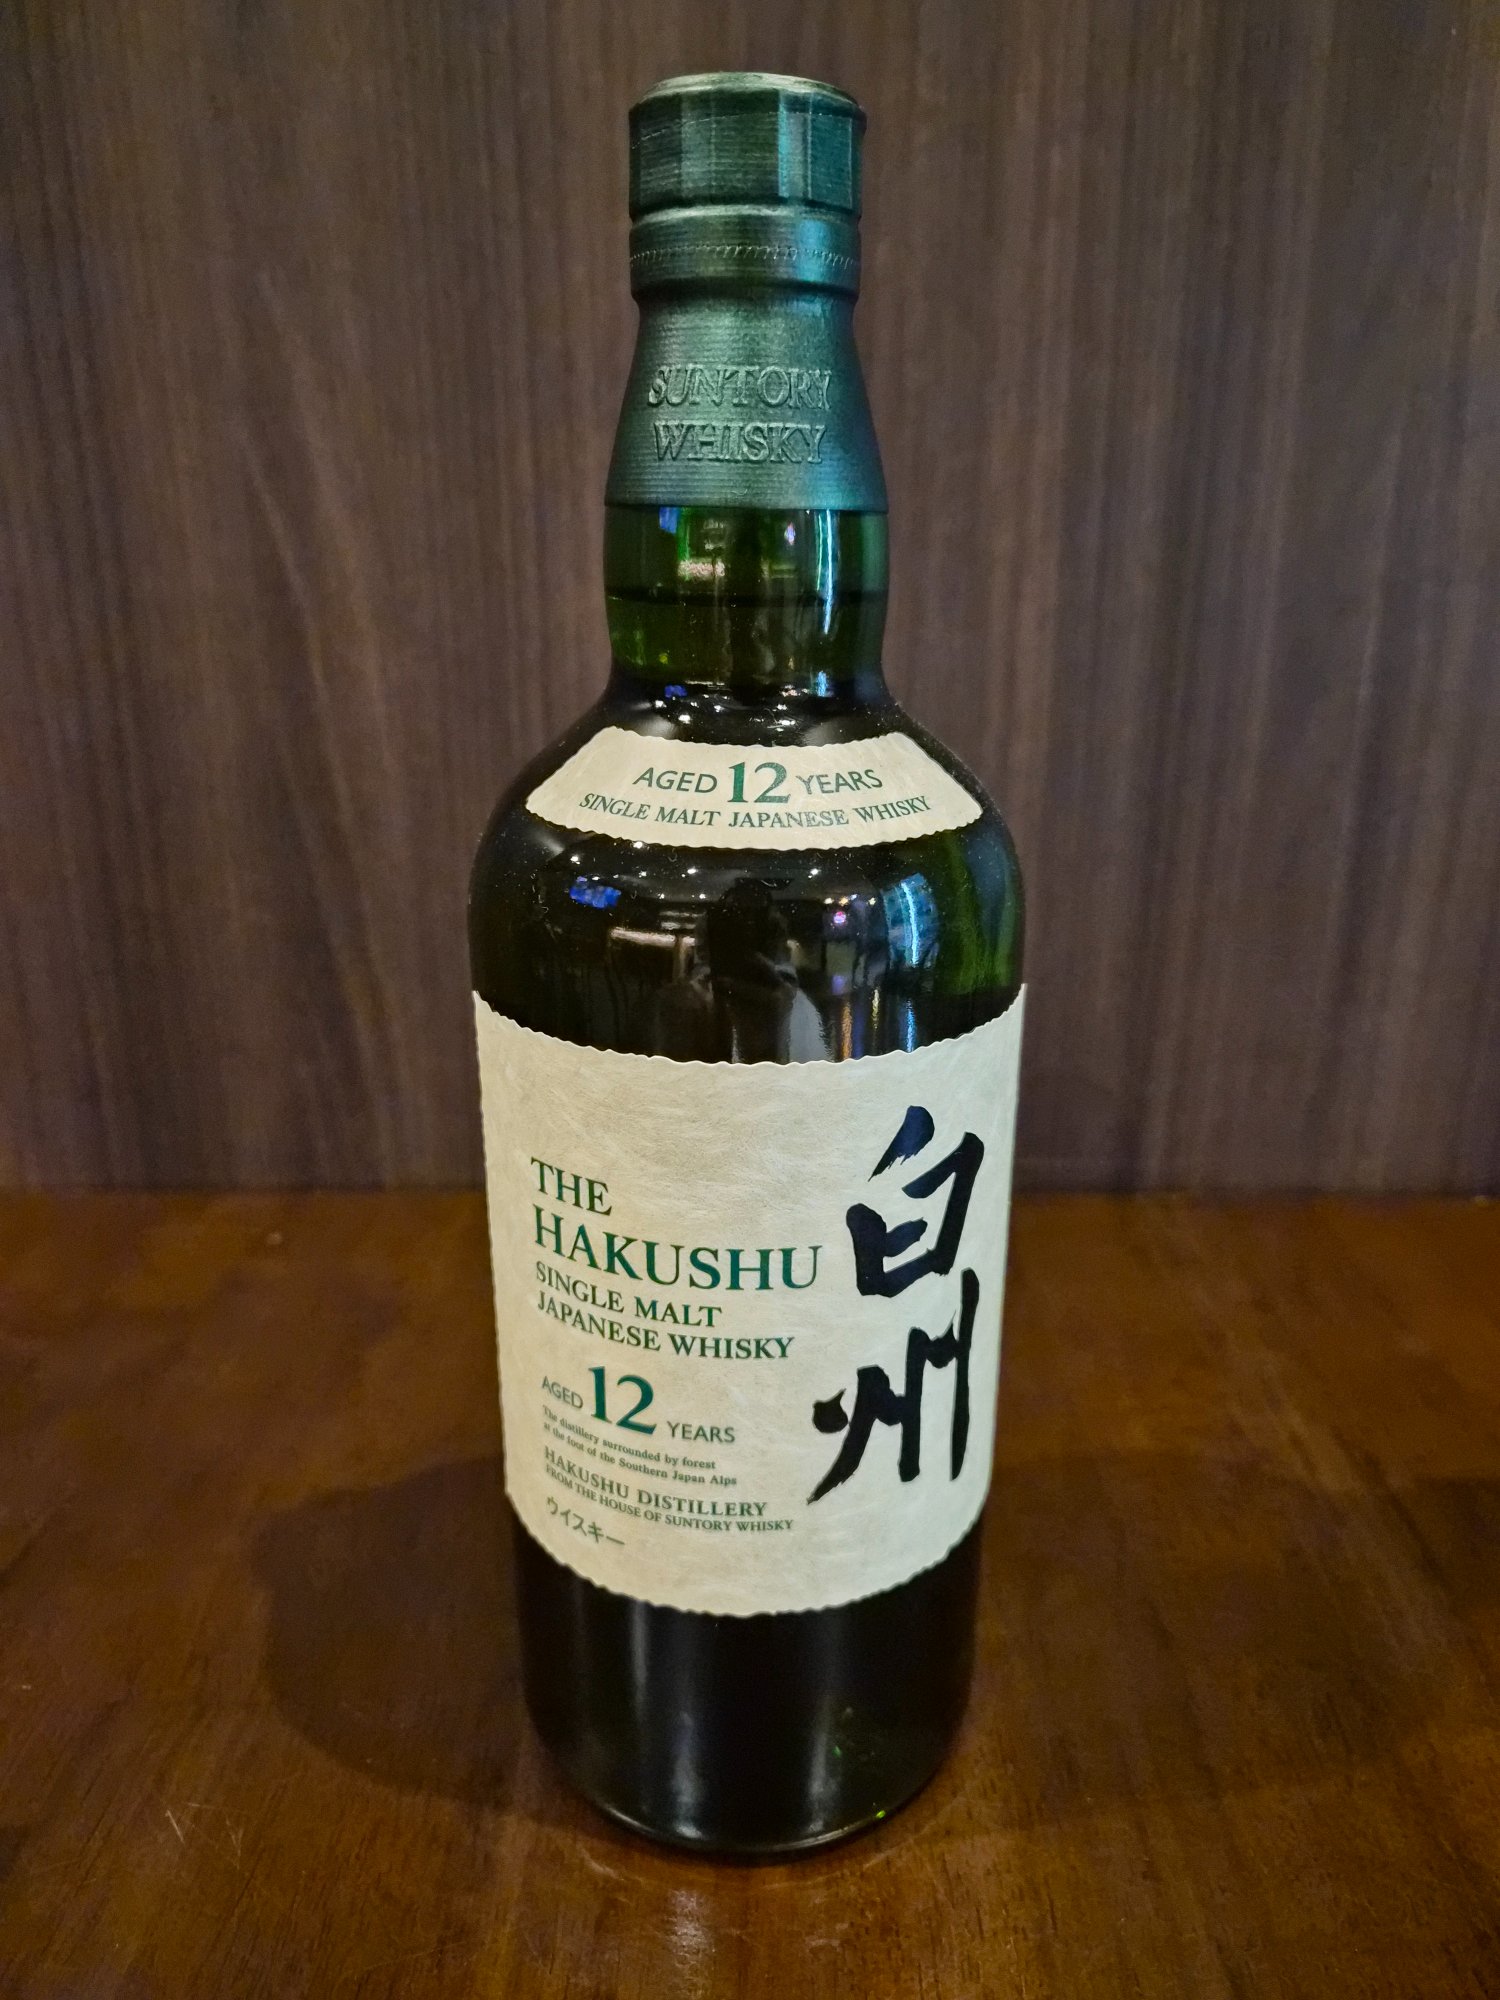 SUNTORY
WHISKY
AGED 12 YEARS
SINGLE MALT JAPANESE WHISKY
THE
HAKUSHU
SINGLE MALT
JAPANESE WHISKY
AGED 12 YEARS
The distillery surrounded by forest
at the foot of the Southern Japan Alps
HAKUSHU DISTILLERY
FROM THE HOUSE OF SUNTORY WHISKY
ウイスキー
白州